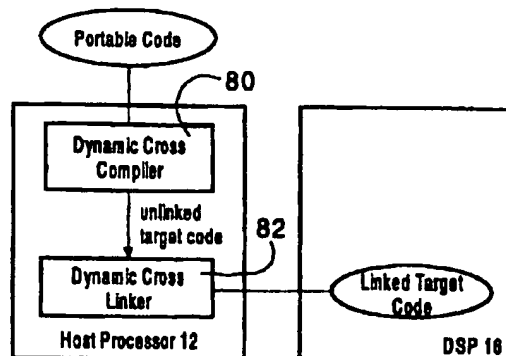 Portable Code
80
Dynamic Cross
Compiler
unlinked
target code
82
Dynamic Cross
Linker
Linked Target
Code
Host Processor 12
DSP 16